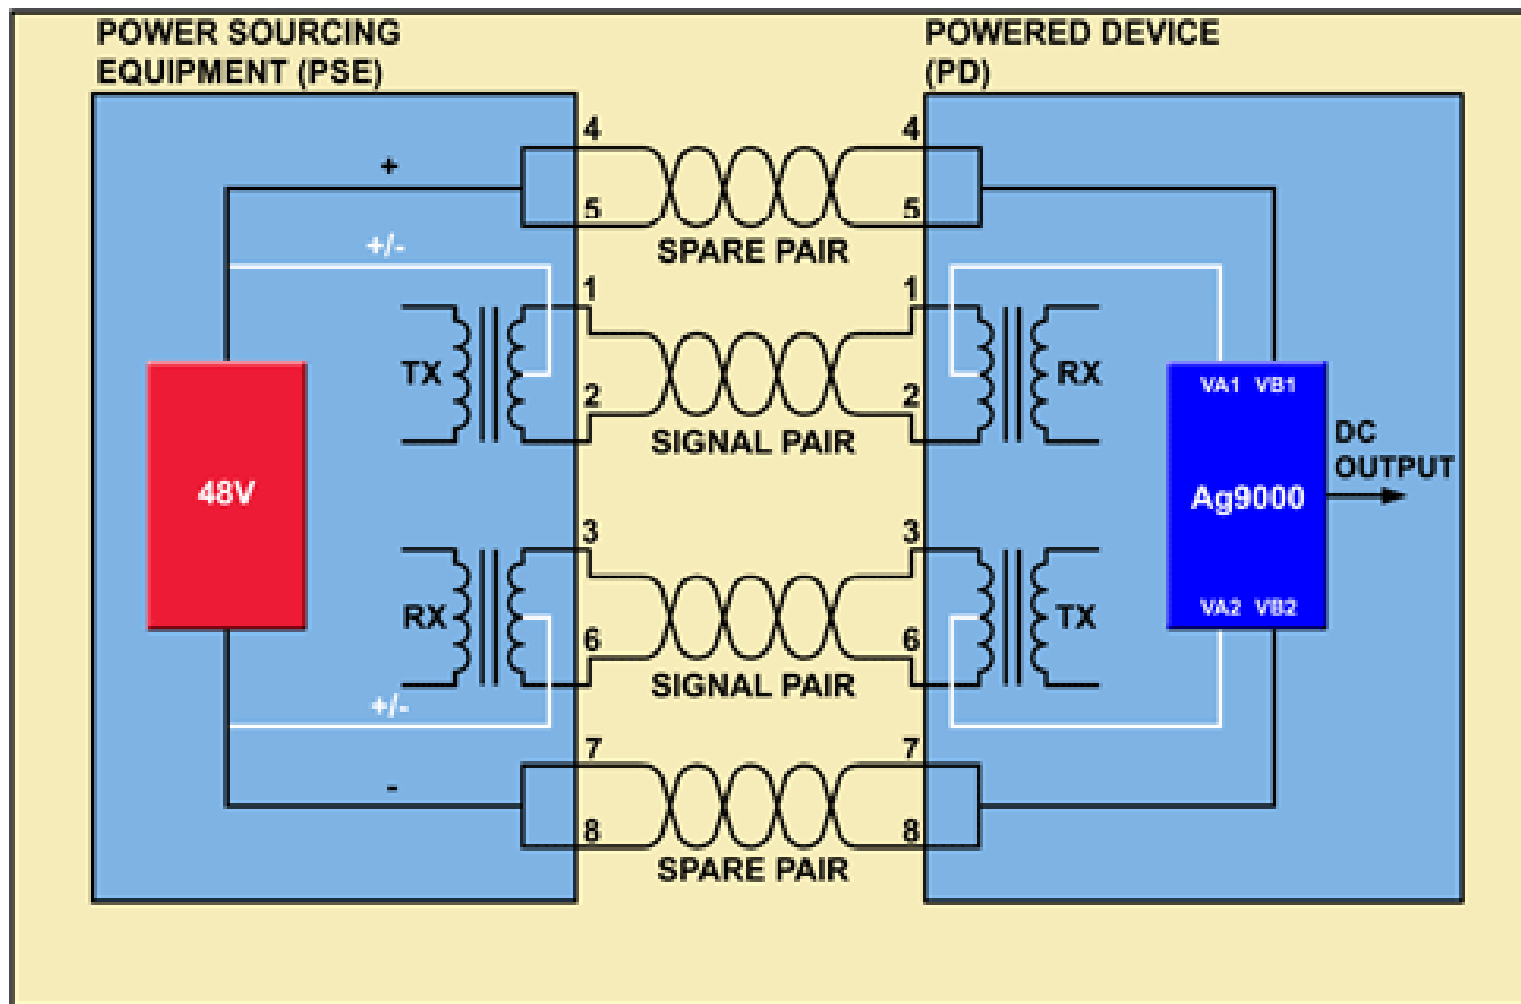 POWER SOURCING
EQUIPMENT (PSE)
POWERED DEVICE
(PD)
4
4
+
5
5
SPARE PAIR
+/-
1
1
TX
RX
2
2
SIGNAL PAIR
VA1 VB1
48V
Ag9000
DC
OUTPUT
3
3
RX
TX
6
6
SIGNAL PAIR
VA2 VB2
+/-
7
7
-
8
8
SPARE PAIR